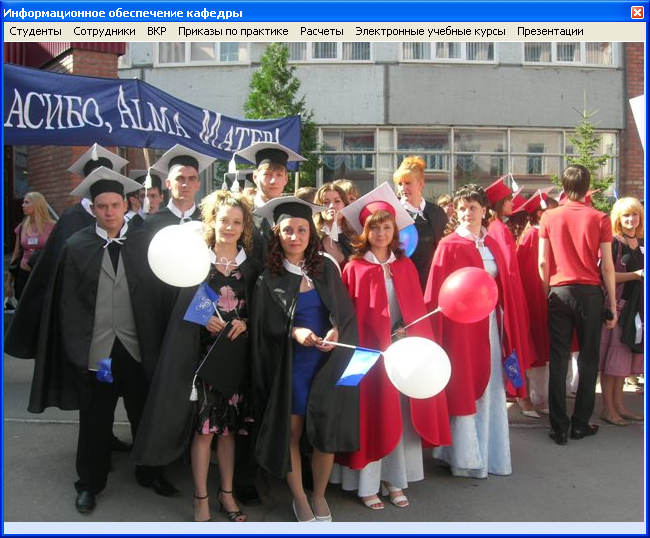 Информационное обеспечение кафедры
Студенты Сотрудники ВКР Приказы по практике Расчеты Электронные учебные курсы Презентации
АСИБО, ALMA MATER!